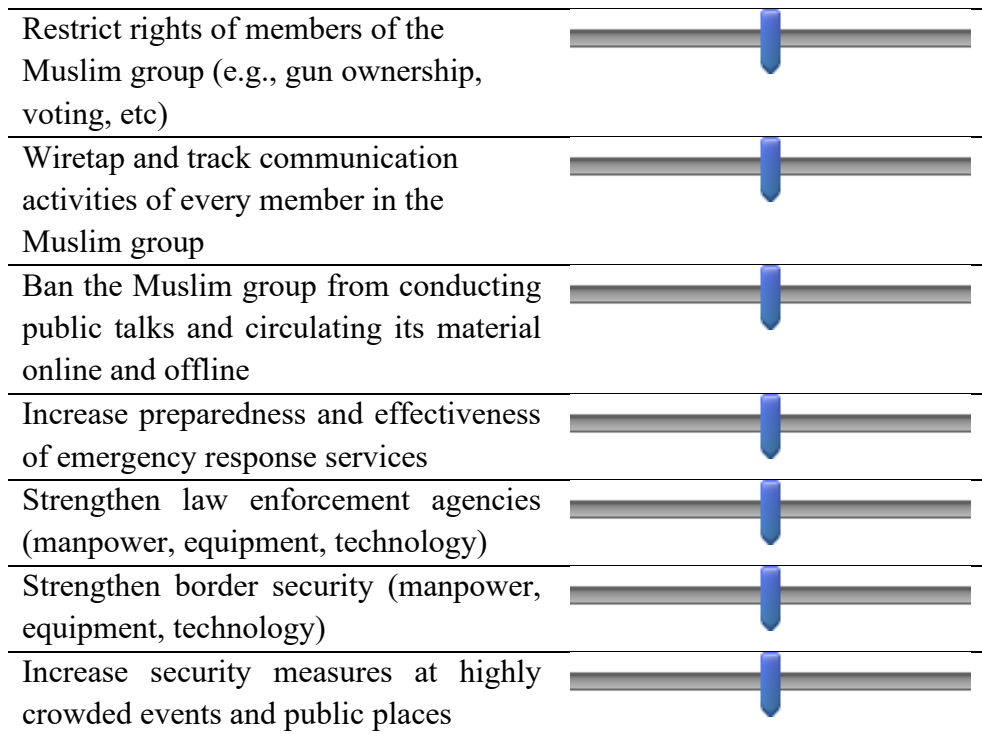 Restrict rights of members of the
Muslim group (e.g., gun ownership,
voting, etc)
Wiretap and track communication
activities of every member in the
Muslim group
Ban the Muslim group from conducting
public talks and circulating its material
online and offline
Increase preparedness and effectiveness
of emergency response services
Strengthen law enforcement agencies
(manpower, equipment, technology)
Strengthen border security (manpower,
equipment, technology)
Increase security measures at highly
crowded events and public places